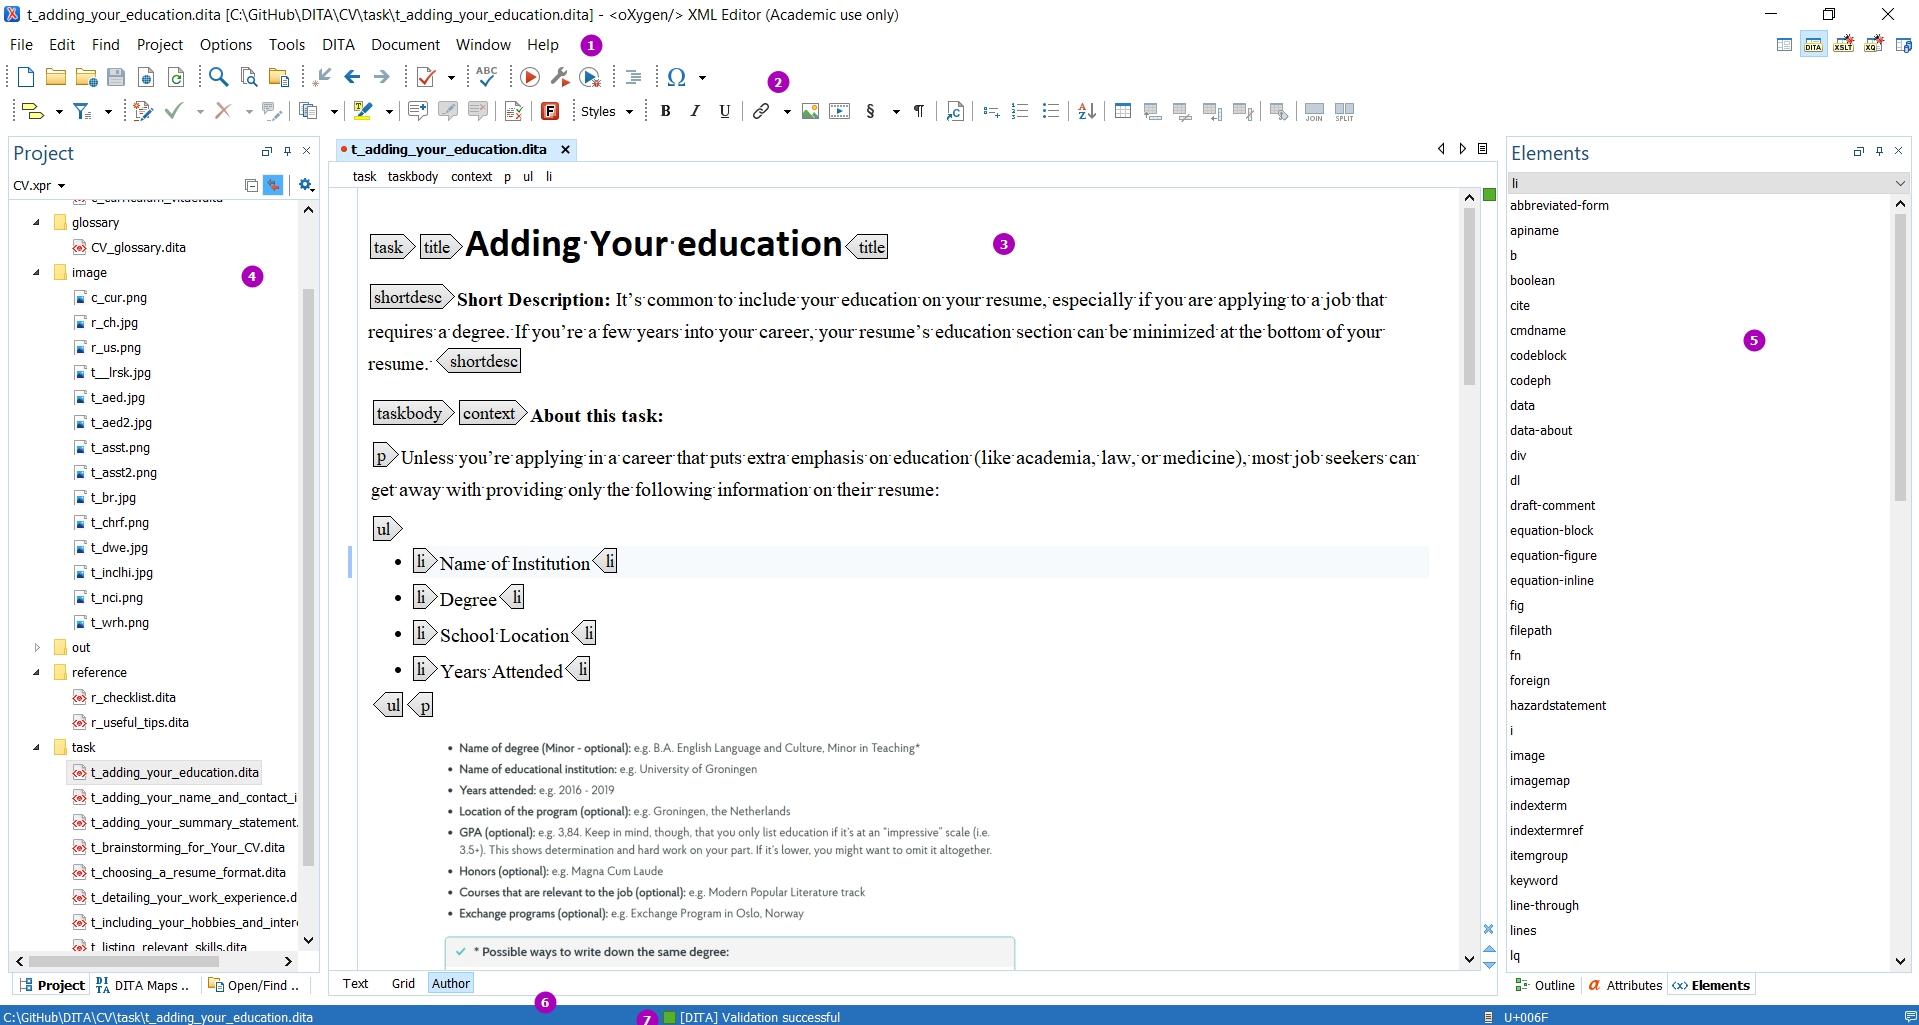 t_adding_your_education.dita [C:\GitHub\DITA\CV\task\t_adding_your_education.dita] - <oXygen/> XML Editor (Academic use only)
File Edit Find Project Options Tools DITA Document Window Help 1
DITA XSLT XQ
ABC Ω 2
F Styles B I U § ¶ C A Z JOIN SPLIT
Project
CV.xpr
glossary
CV_glossary.dita
image 4
c_cur.png
r_ch.jpg
r_us.png
t__lrsk.jpg
t_aed.jpg
t_aed2.jpg
t_asst.png
t_asst2.png
t_br.jpg
t_chrf.png
t_dwe.jpg
t_inclhi.jpg
t_nci.png
t_wrh.png
out
reference
r_checklist.dita
r_useful_tips.dita
task
t_adding_your_education.dita
t_adding_your_name_and_contact_i
t_adding_your_summary_statement.
t_brainstorming_for_Your_CV.dita
t_choosing_a_resume_format.dita
t_detailing_your_work_experience.d
t_including_your_hobbies_and_inter
t_listing_relevant_skills.dita
Project DITA DITA Maps .. Open/Find ..
t_adding_your_education.dita
task taskbody context p ul li
task title Adding·Your·education title 3
shortdesc Short Description: It’s·common·to·include·your·education·on·your·resume,·especially·if·you·are·applying·to·a·job·that·
requires·a·degree.·If·you’re·a·few·years·into·your·career,·your·resume’s·education·section·can·be·minimized·at·the·bottom·of·your·
resume.· shortdesc
taskbody context About this task:
p Unless·you’re·applying·in·a·career·that·puts·extra·emphasis·on·education·(like·academia,·law,·or·medicine),·most·job·seekers·can·
get·away·with·providing·only·the·following·information·on·their·resume:
ul
• li Name·of·Institution li
• li Degree li
• li School·Location li
• li Years·Attended li
ul p
• Name of degree (Minor - optional): e.g. B.A. English Language and Culture, Minor in Teaching*
• Name of educational institution: e.g. University of Groningen
• Years attended: e.g. 2016 - 2019
• Location of the program (optional): e.g. Groningen, the Netherlands
• GPA (optional): e.g. 3,84. Keep in mind, though, that you only list education if it's at an "impressive" scale (i.e.
3.5+). This shows determination and hard work on your part. If it's lower, you might want to omit it altogether.
• Honors (optional): e.g. Magna Cum Laude
• Courses that are relevant to the job (optional): e.g. Modern Popular Literature track
• Exchange programs (optional): e.g. Exchange Program in Oslo, Norway
* Possible ways to write down the same degree:
Text Grid Author
6
Elements
li
abbreviated-form
apiname
b
boolean
cite
cmdname
5
codeblock
codeph
data
data-about
div
dl
draft-comment
equation-block
equation-figure
equation-inline
fig
filepath
fn
foreign
hazardstatement
i
image
imagemap
indexterm
indextermref
itemgroup
keyword
line-through
lines
lq
Outline Attributes Elements
C:\GitHub\DITA\CV\task\t_adding_your_education.dita 7 [DITA] Validation successful U+006F